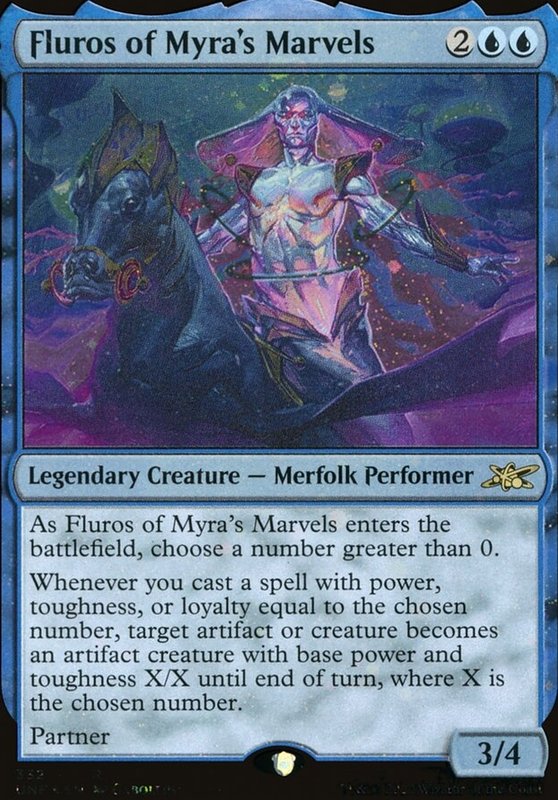 Fluros of Myra's Marvels 2
Legendary Creature — Merfolk Performer
As Fluros of Myra's Marvels enters the
battlefield, choose a number greater than 0.
Whenever you cast a spell with power,
toughness, or loyalty equal to the chosen
number, target artifact or creature becomes
an artifact creature with base power and
toughness X/X until end of turn, where X is
the chosen number.
Partner
3/4